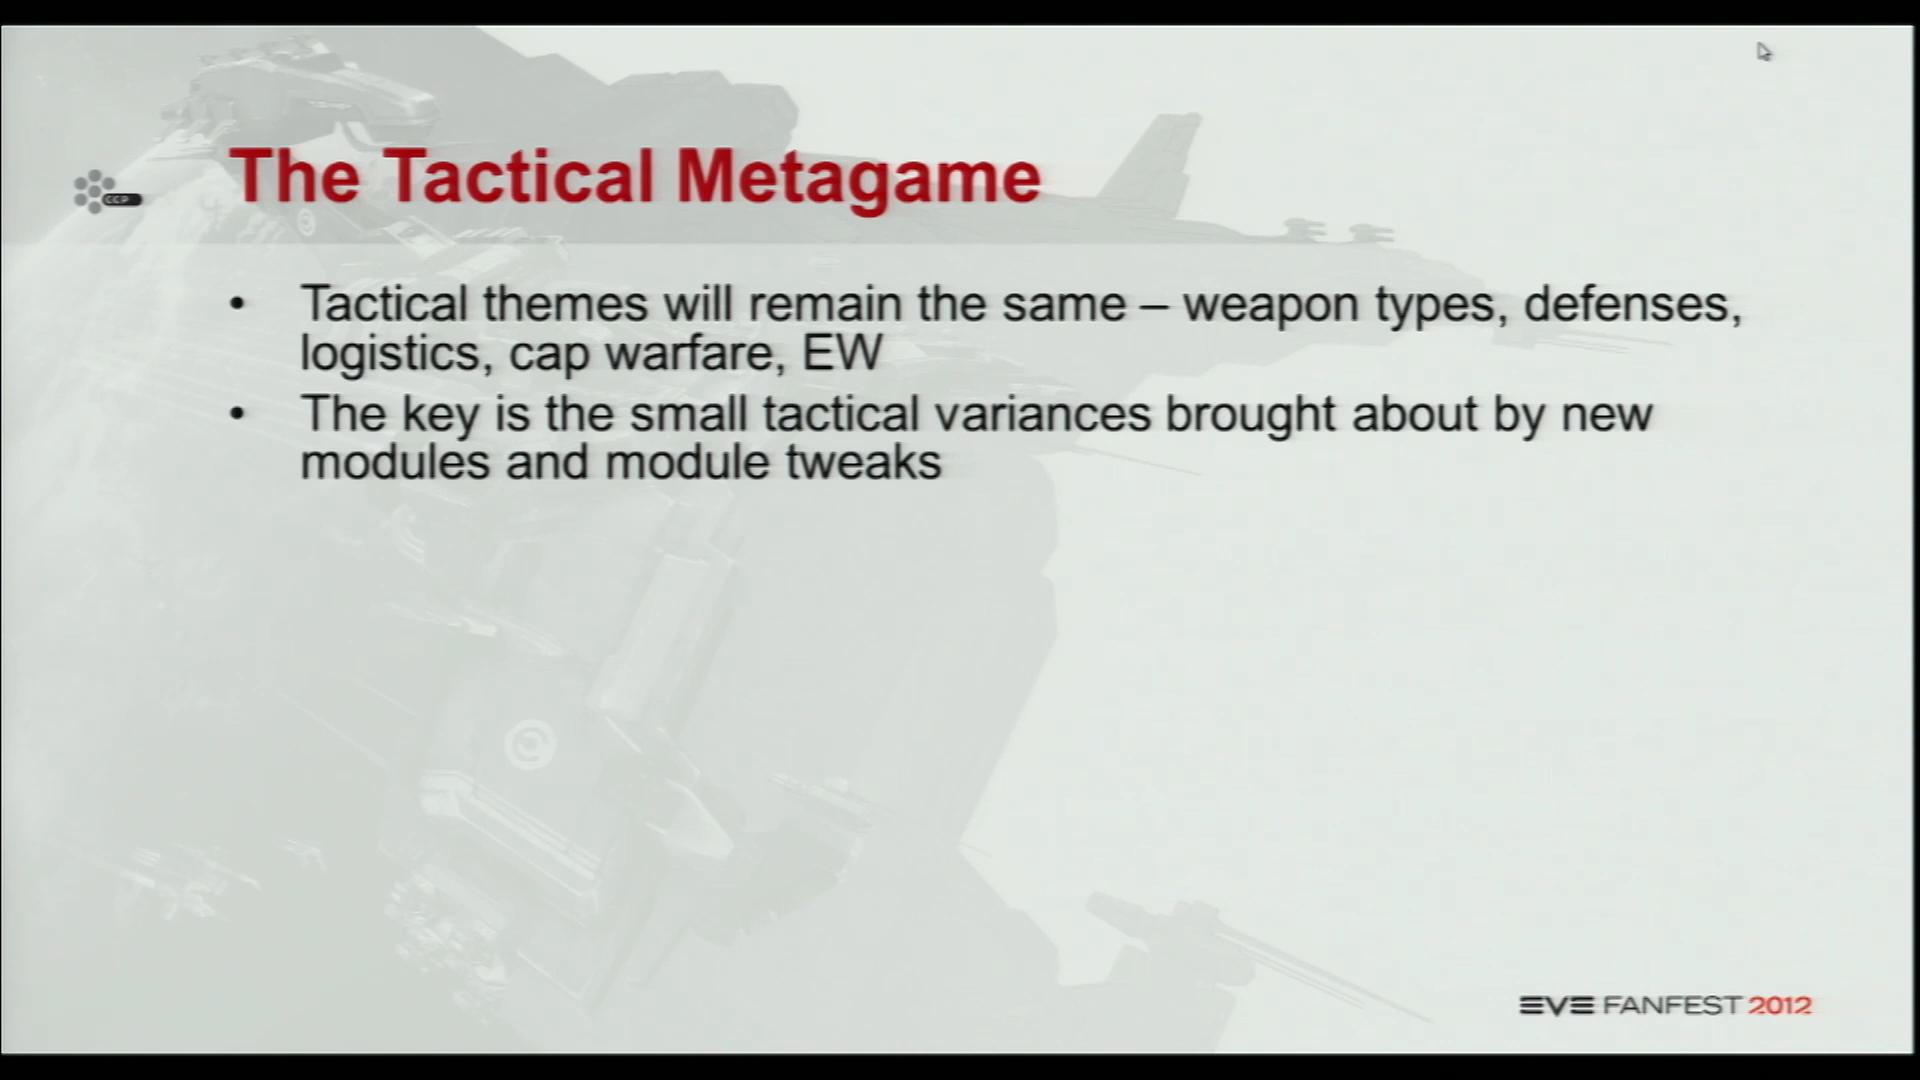 The Tactical Metagame
CCP
• Tactical themes will remain the same – weapon types, defenses,
logistics, cap warfare, EW
• The key is the small tactical variances brought about by new
modules and module tweaks
EVE FANFEST 2012